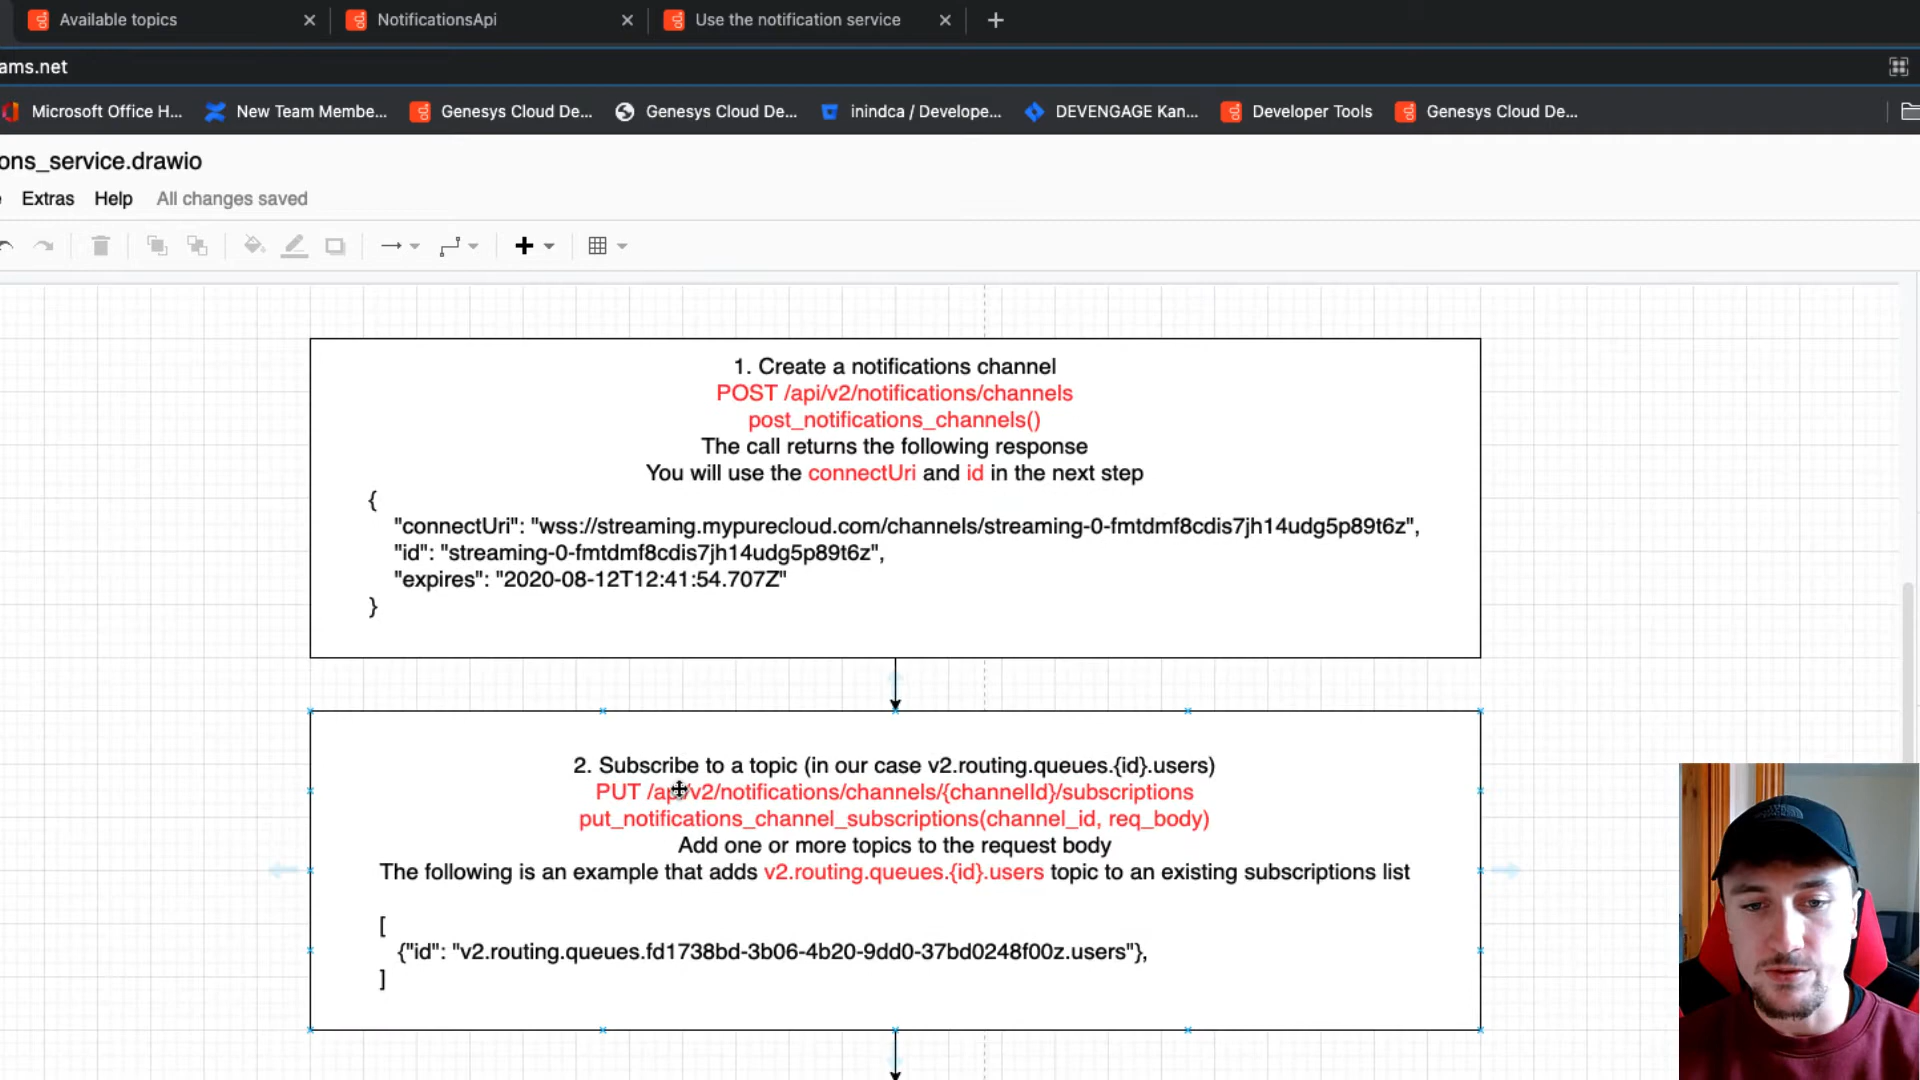 Available topics
NotificationsApi
Use the notification service
ams.net
Microsoft Office H...
New Team Membe...
Genesys Cloud De...
Genesys Cloud De...
inindca / Develope...
DEVENGAGE Kan...
Developer Tools
Genesys Cloud De...
ons_service.drawio
Extras
Help
All changes saved
1. Create a notifications channel
POST /api/v2/notifications/channels
post_notifications_channels()
The call returns the following response
You will use the connectUri and id in the next step
{
"connectUri": "wss://streaming.mypurecloud.com/channels/streaming-0-fmtdmf8cdis7jh14udg5p89t6z",
"id": "streaming-0-fmtdmf8cdis7jh14udg5p89t6z",
"expires": "2020-08-12T12:41:54.707Z"
}
2. Subscribe to a topic (in our case v2.routing.queues.{id}.users)
PUT /api/v2/notifications/channels/{channelId}/subscriptions
put_notifications_channel_subscriptions(channel_id, req_body)
Add one or more topics to the request body
The following is an example that adds v2.routing.queues.{id}.users topic to an existing subscriptions list
[
{"id": "v2.routing.queues.fd1738bd-3b06-4b20-9dd0-37bd0248f00z.users"},
]